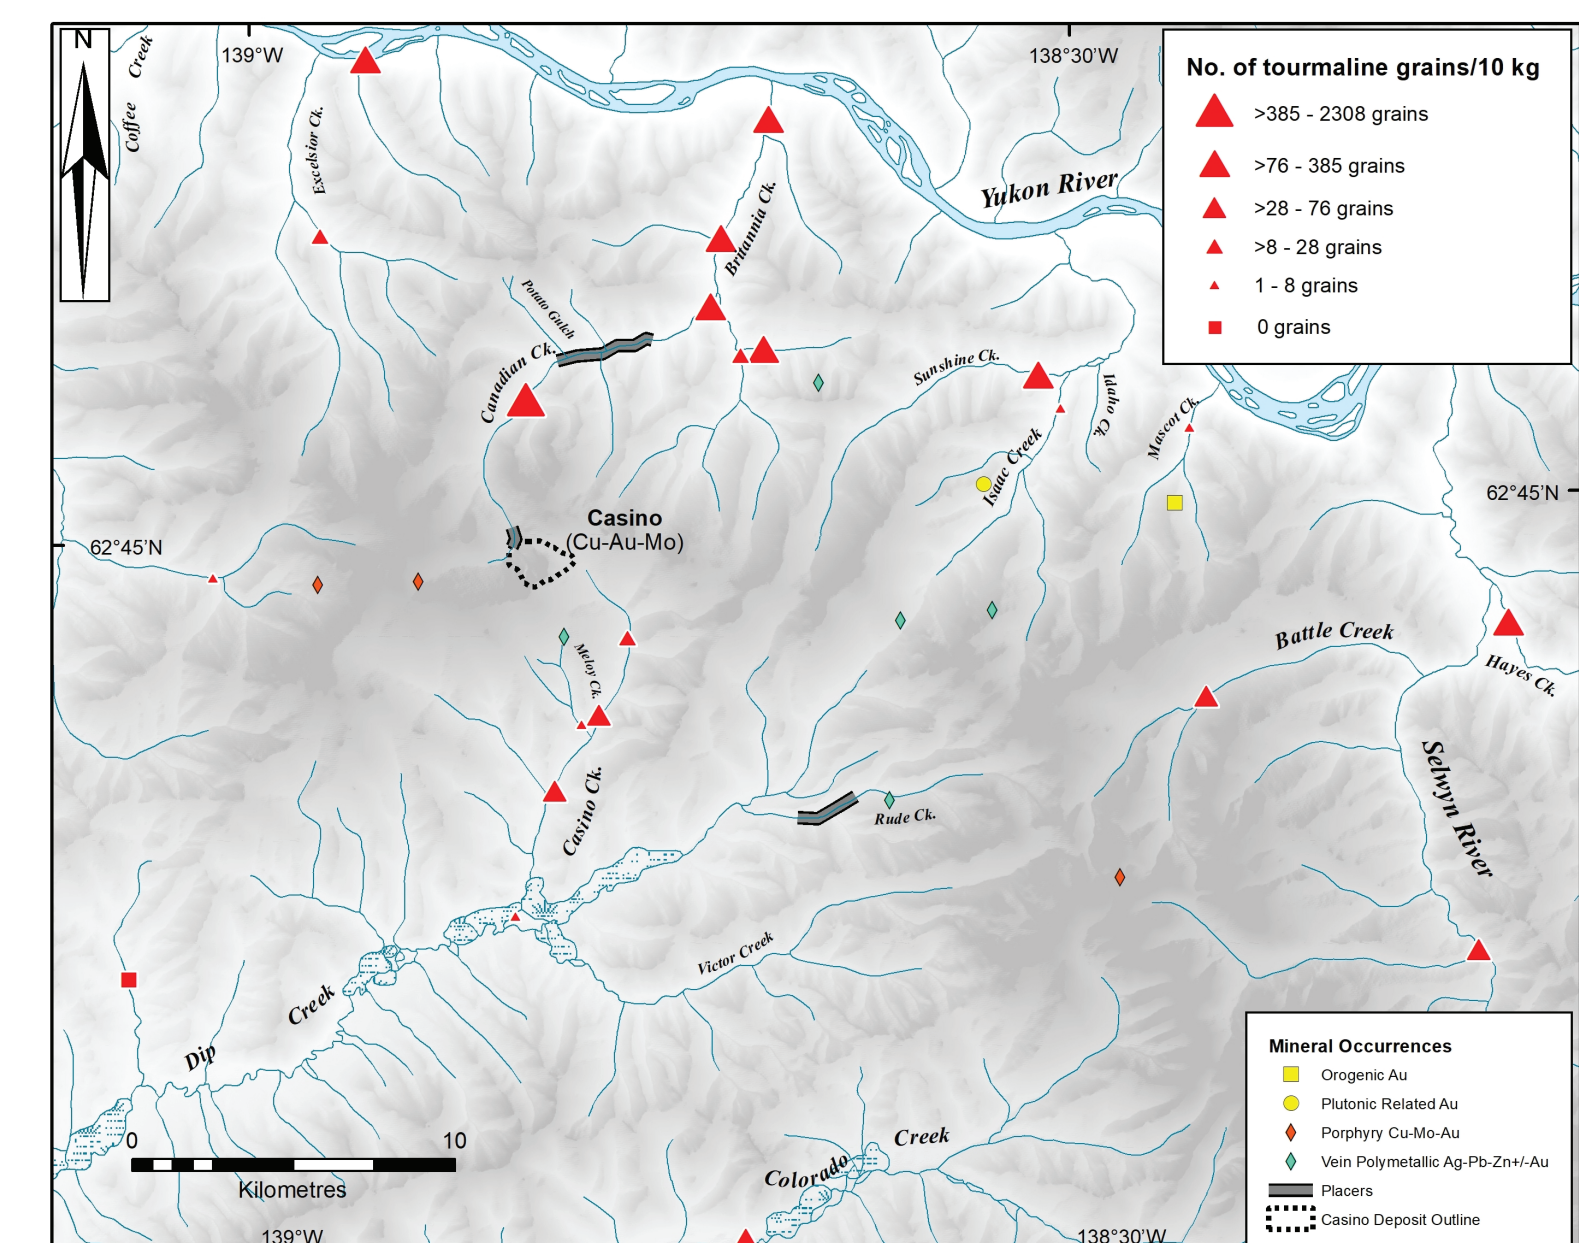 N
Coffee Creek
139°W
138°30'W
Excelsior Ck.
Yukon River
Britannia Ck.
Potato Gulch
Canadian Ck.
Sunshine Ck.
Idaho Ck.
Mascot Ck.
Isaac Creek
62°45'N
62°45'N
Casino
(Cu-Au-Mo)
Meloy Ck.
Battle Creek
Hayes Ck.
Selwyn River
Casino Ck.
Rude Ck.
Victor Creek
Dip Creek
Colorado Creek
0 10
Kilometres
139°W
138°30'W
No. of tourmaline grains/10 kg
>385 - 2308 grains
>76 - 385 grains
>28 - 76 grains
>8 - 28 grains
1 - 8 grains
0 grains
Mineral Occurrences
Orogenic Au
Plutonic Related Au
Porphyry Cu-Mo-Au
Vein Polymetallic Ag-Pb-Zn+/-Au
Placers
Casino Deposit Outline